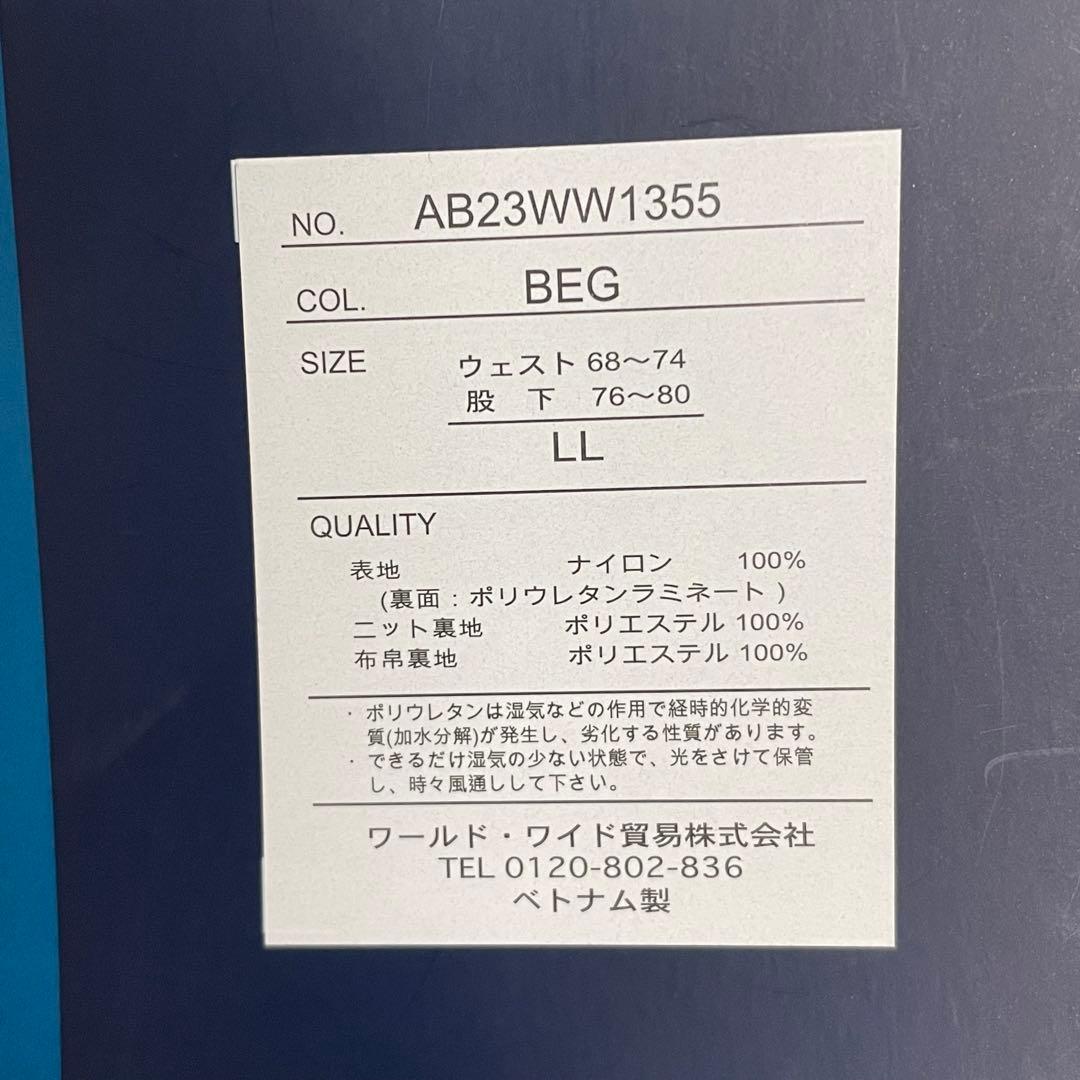 NO. AB23WW1355
COL. BEG
SIZE ウェスト 68〜74
股 下 76〜80
LL
QUALITY
表地 ナイロン 100%
(裏面：ポリウレタンラミネート )
ニット裏地 ポリエステル 100%
布帛裏地 ポリエステル 100%
・ ポリウレタンは湿気などの作用で経時的化学的変
質(加水分解)が発生し、劣化する性質があります。
・ できるだけ湿気の少ない状態で、光をさけて保管
し、時々風通しして下さい。
ワールド・ワイド貿易株式会社
TEL 0120-802-836
ベトナム製